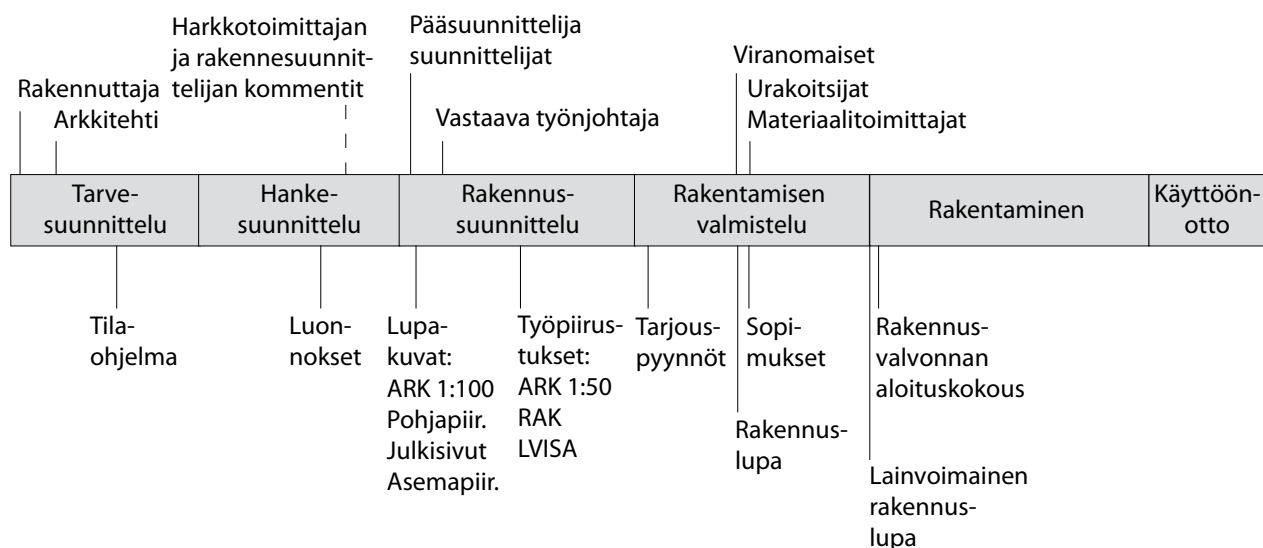 Rakennuttaja
Arkkitehti
Harkkotoimittajan
ja rakennesuunnit-
telijan kommentit
Pääsuunnittelija
suunnittelijat
Vastaava työnjohtaja
Viranomaiset
Urakoitsijat
Materiaalitoimittajat
Tarve-
suunnittelu
Hanke-
suunnittelu
Rakennus-
suunnittelu
Rakentamisen
valmistelu
Rakentaminen
Käyttöön-
otto
Tila-
ohjelma
Luon-
nokset
Lupa-
kuvat:
ARK 1:100
Pohjapiir.
Julkisivut
Asemapiir.
Työpiirus-
tukset:
ARK 1:50
RAK
LVISA
Tarjous-
pyynnöt
Rakennus-
lupa
Sopi-
mukset
Lainvoimainen
rakennus-
lupa
Rakennus-
valvonnan
aloituskokous